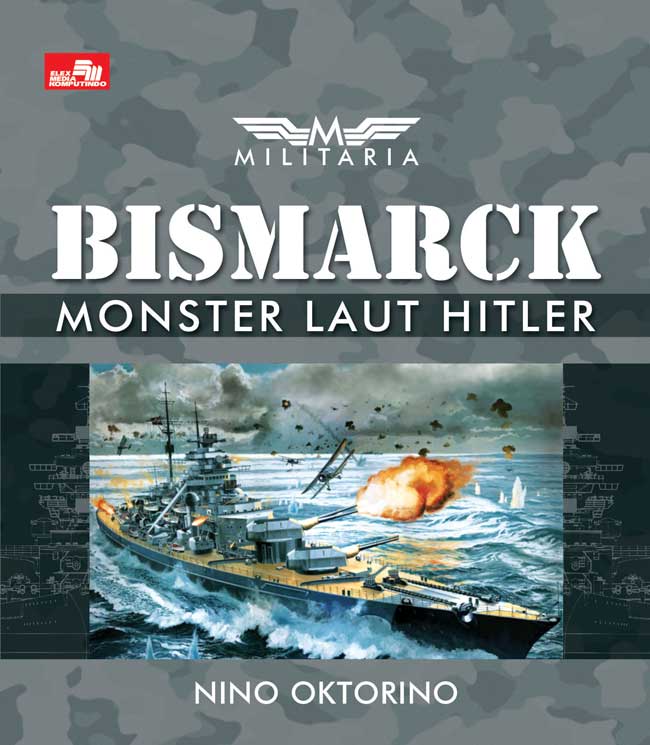 ELEX
MEDIA
KOMPUTINDO
M
MILITARIA
BISMARCK
MONSTER LAUT HITLER
NINO OKTORINO